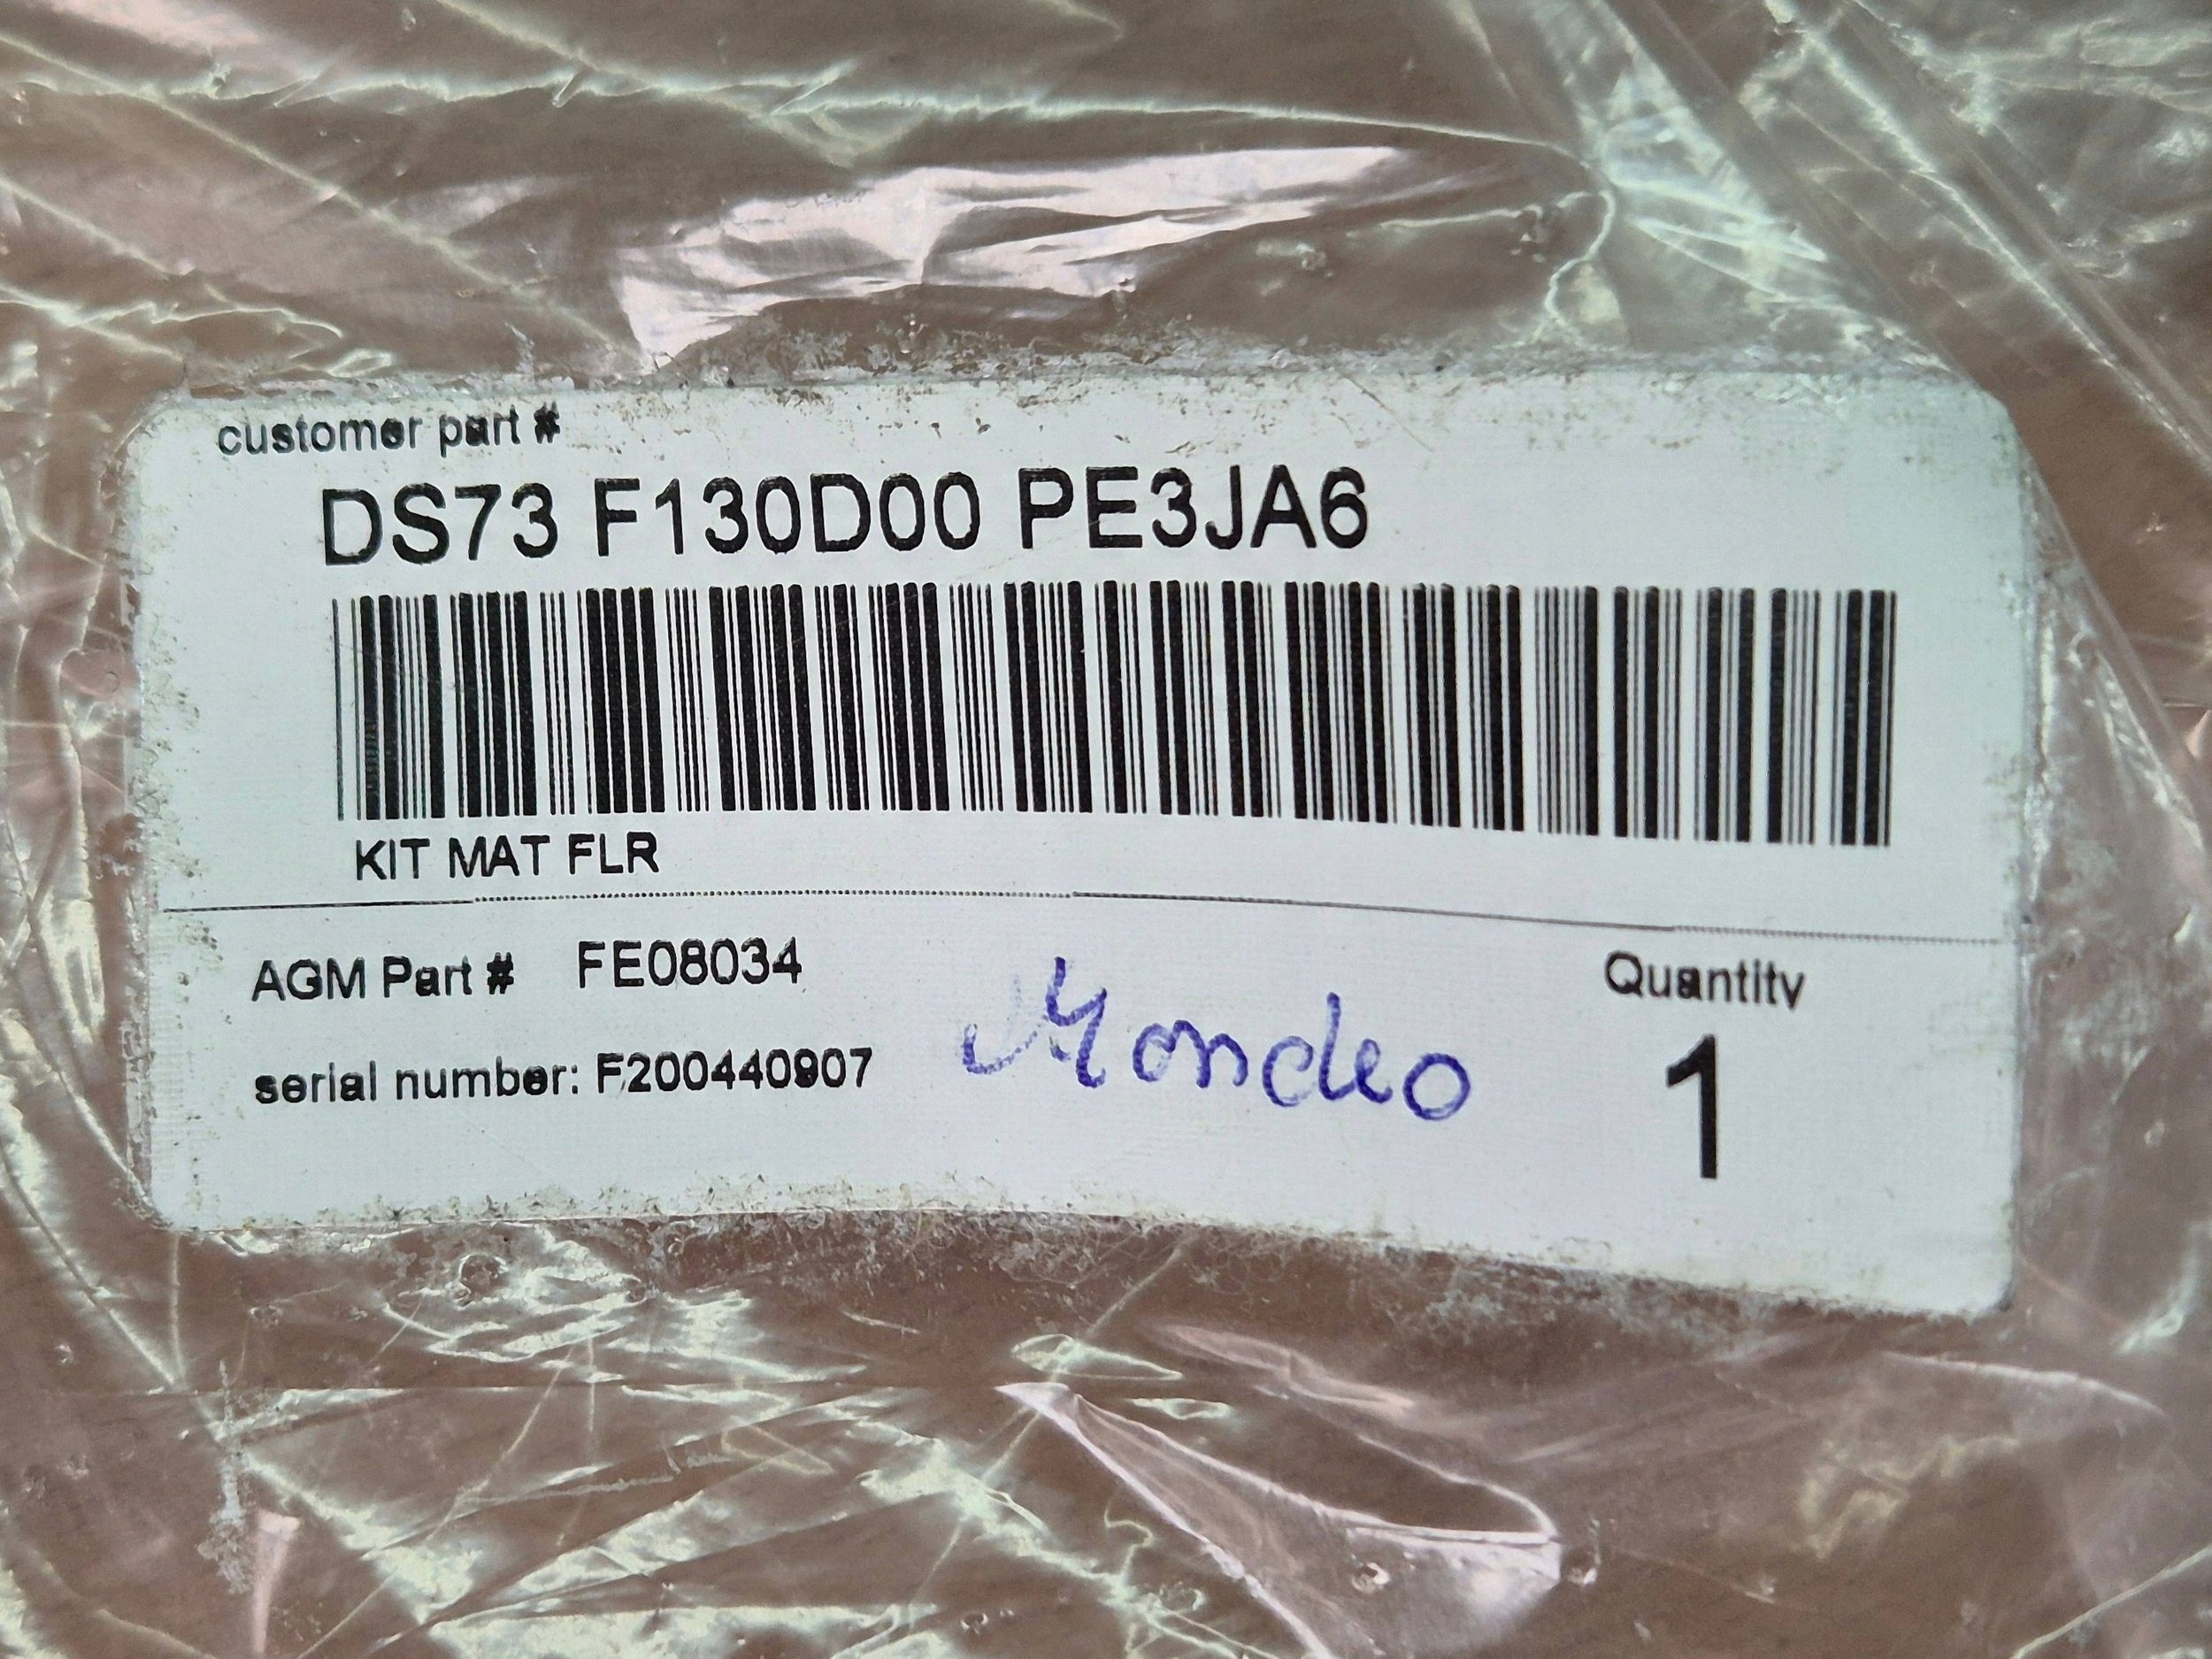 customer part #
DS73 F130D00 PE3JA6
KIT MAT FLR
AGM Part # FE08034
Quantity
serial number: F200440907
Mondeo
1